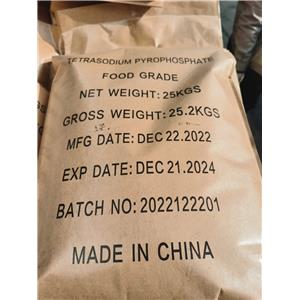 TETRASODIUM PYROPHOSPHATE
FOOD GRADE
NET WEIGHT: 25KGS
GROSS WEIGHT: 25.2KGS
MFG DATE: DEC 22.2022
EXP DATE: DEC 21.2024
BATCH NO: 2022122201
MADE IN CHINA